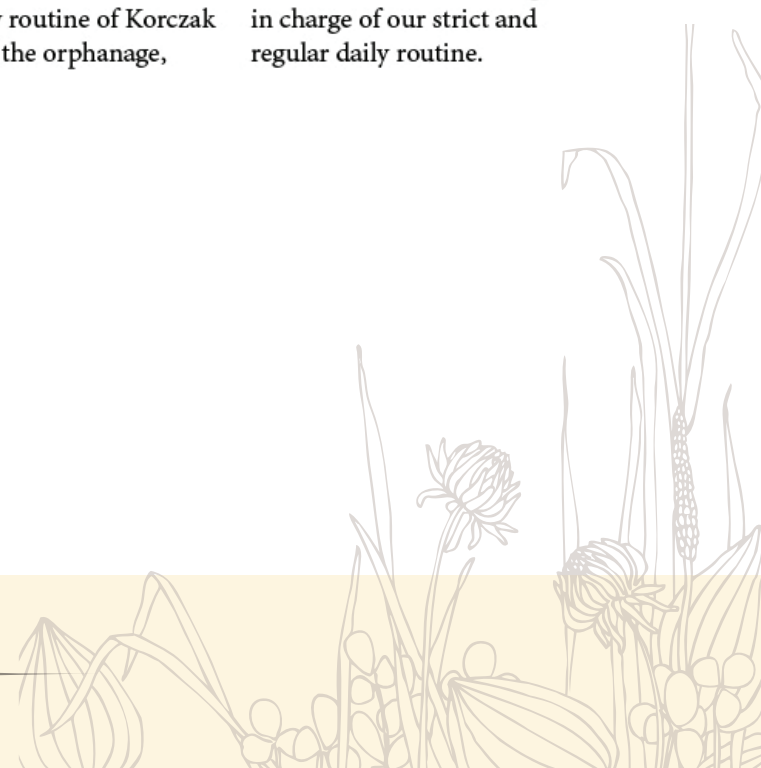 routine of Korczak
the orphanage,
in charge of our strict and
regular daily routine.